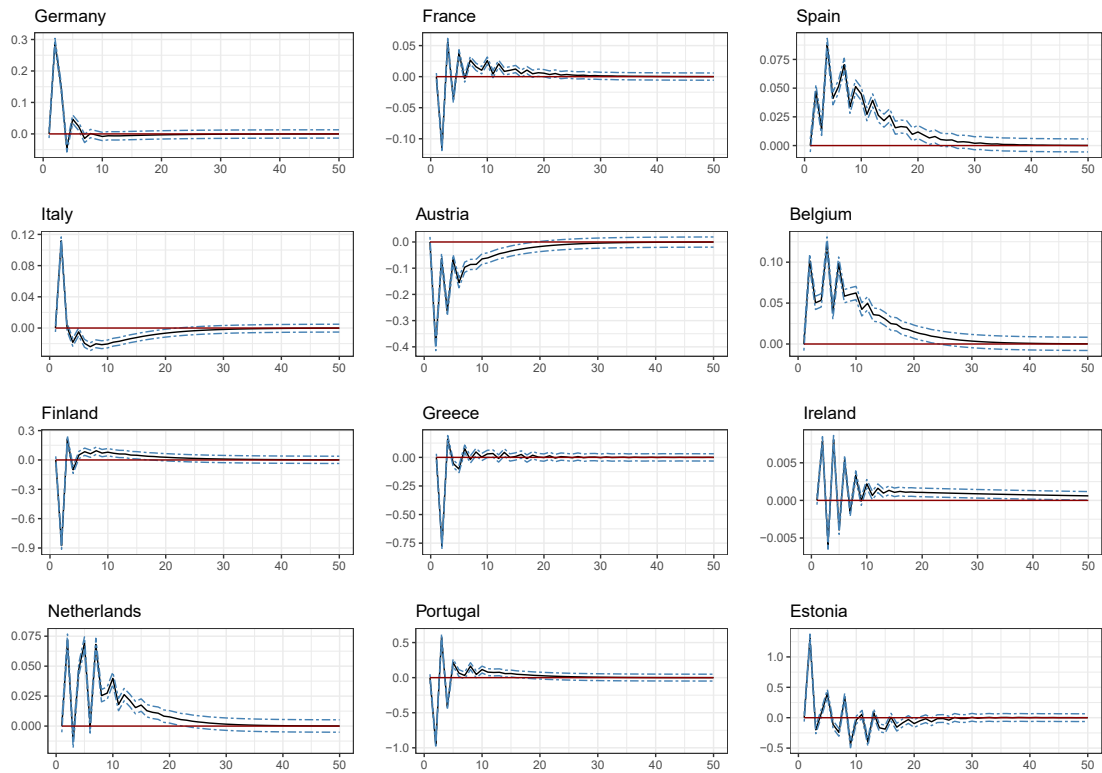 Germany
0.3
0.2
0.1
0.0
0 10 20 30 40 50
France
0.05
0.00
−0.05
−0.10
0 10 20 30 40 50
Spain
0.075
0.050
0.025
0.000
0 10 20 30 40 50
Italy
0.12
0.08
0.04
0.00
0 10 20 30 40 50
Austria
0.0
−0.1
−0.2
−0.3
−0.4
0 10 20 30 40 50
Belgium
0.10
0.05
0.00
0 10 20 30 40 50
Finland
0.3
0.0
−0.3
−0.6
−0.9
0 10 20 30 40 50
Greece
0.00
−0.25
−0.50
−0.75
0 10 20 30 40 50
Ireland
0.005
0.000
−0.005
0 10 20 30 40 50
Netherlands
0.075
0.050
0.025
0.000
0 10 20 30 40 50
Portugal
0.5
0.0
−0.5
−1.0
0 10 20 30 40 50
Estonia
1.0
0.5
0.0
−0.5
0 10 20 30 40 50